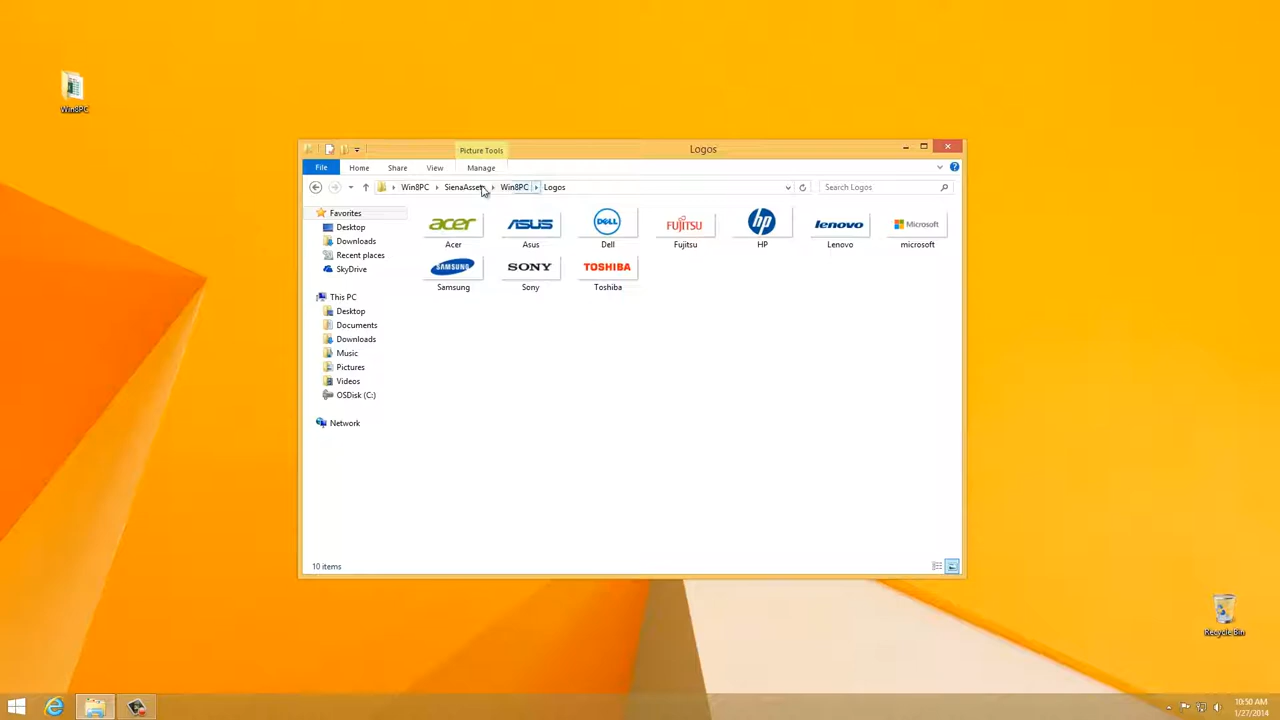 Win8PC
Picture Tools
Logos
File
Home
Share
View
Manage
Win8PC
SienaAssets
Win8PC
Logos
Search Logos
Favorites
Desktop
Downloads
Recent places
SkyDrive
This PC
Desktop
Documents
Downloads
Music
Pictures
Videos
OSDisk (C:)
Network
acer
ASUS
DELL
FUJITSU
hp
lenovo
Microsoft
Acer
Asus
Dell
Fujitsu
HP
Lenovo
microsoft
SAMSUNG
SONY
TOSHIBA
Samsung
Sony
Toshiba
10 items
Recycle Bin
10:50 AM
1/27/2014